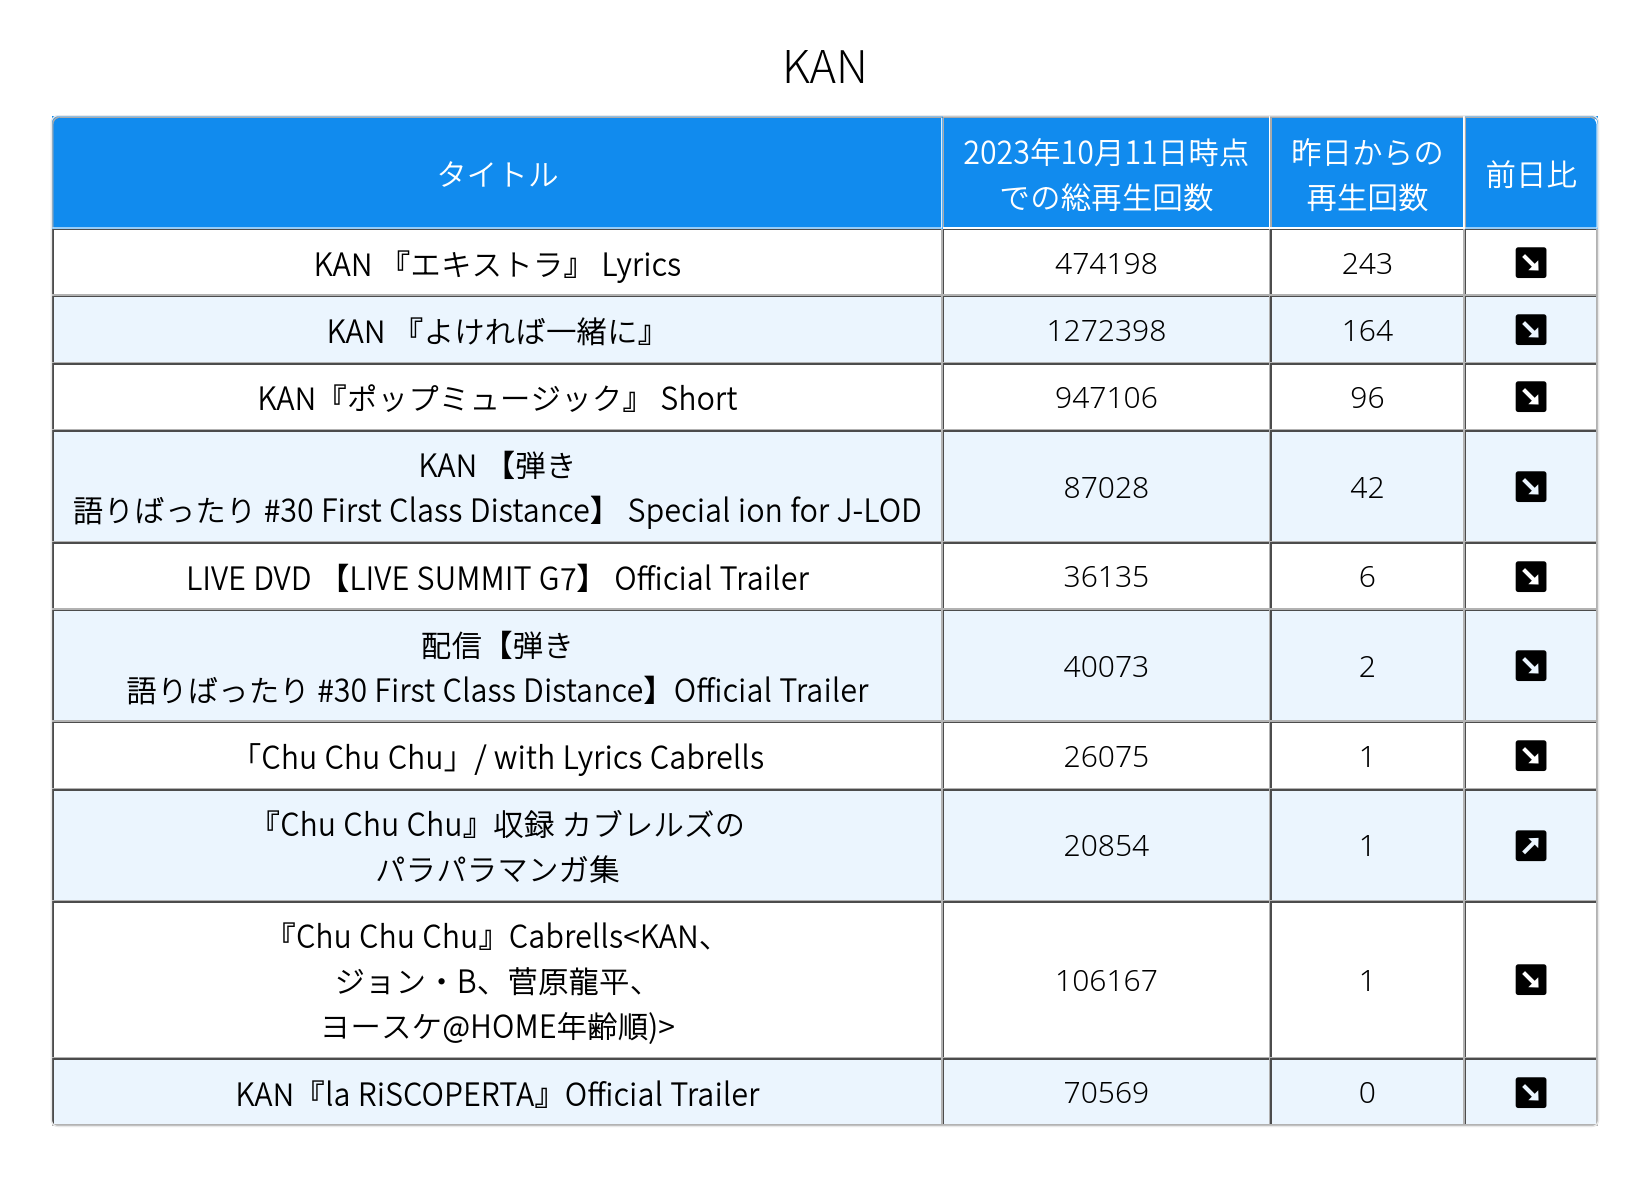 KAN
タイトル
2023年10月11日時点
での総再生回数
昨日からの
再生回数
前日比
KAN 『エキストラ』 Lyrics
474198
243
KAN 『よければ一緒に』
1272398
164
KAN『ポップミュージック』 Short
947106
96
KAN 【弾き
語りばったり #30 First Class Distance】 Special ion for J-LOD
87028
42
LIVE DVD 【LIVE SUMMIT G7】 Official Trailer
36135
6
配信【弾き
語りばったり #30 First Class Distance】Official Trailer
40073
2
「Chu Chu Chu」/ with Lyrics Cabrells
26075
1
『Chu Chu Chu』収録 カブレルズの
パラパラマンガ集
20854
1
『Chu Chu Chu』Cabrells<KAN、
ジョン・B、菅原龍平、
ヨースケ@HOME年齢順)>
106167
1
KAN『la RiSCOPERTA』Official Trailer
70569
0